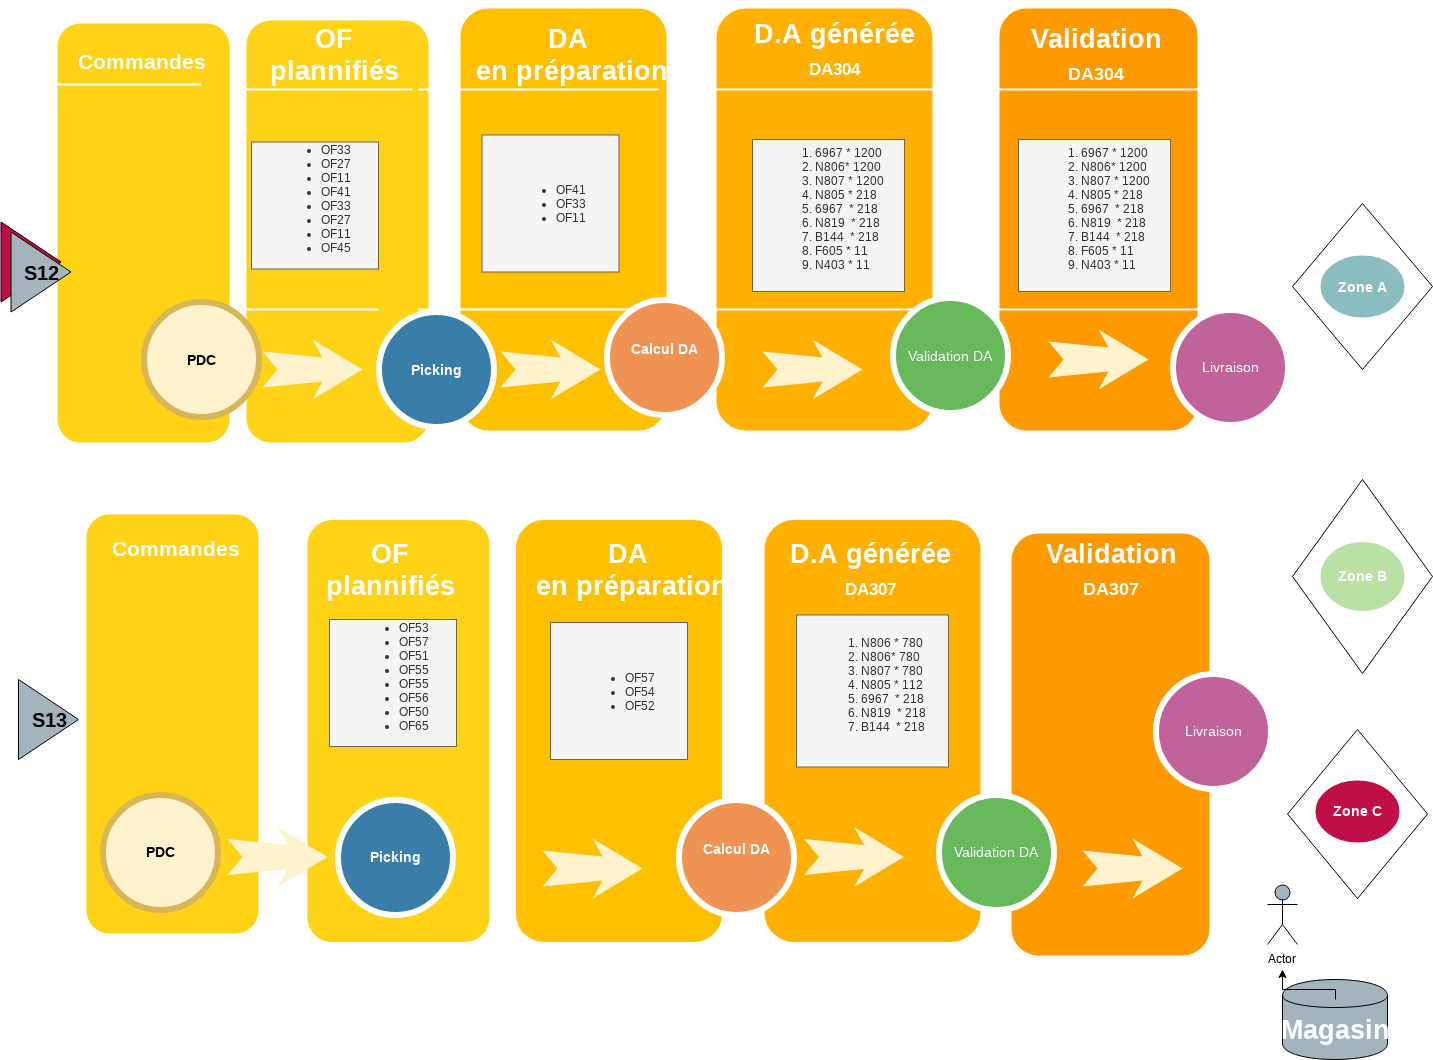 Commandes
OF
plannifiés
DA
en préparation
D.A générée
DA304
Validation
DA304
• OF33
• OF27
• OF11
• OF41
• OF33
• OF27
• OF11
• OF45
• OF41
• OF33
• OF11
1. 6967 * 1200
2. N806* 1200
3. N807 * 1200
4. N805 * 218
5. 6967 * 218
6. N819 * 218
7. B144 * 218
8. F605 * 11
9. N403 * 11
1. 6967 * 1200
2. N806* 1200
3. N807 * 1200
4. N805 * 218
5. 6967 * 218
6. N819 * 218
7. B144 * 218
8. F605 * 11
9. N403 * 11
S12
PDC
Picking
Calcul DA
Validation DA
Livraison
Zone A
Commandes
OF
plannifiés
DA
en préparation
D.A générée
DA307
Validation
DA307
• OF53
• OF57
• OF51
• OF55
• OF55
• OF56
• OF50
• OF65
• OF57
• OF54
• OF52
1. N806 * 780
2. N806* 780
3. N807 * 780
4. N805 * 112
5. 6967 * 218
6. N819 * 218
7. B144 * 218
S13
PDC
Picking
Calcul DA
Validation DA
Livraison
Zone B
Zone C
Actor
Magasin